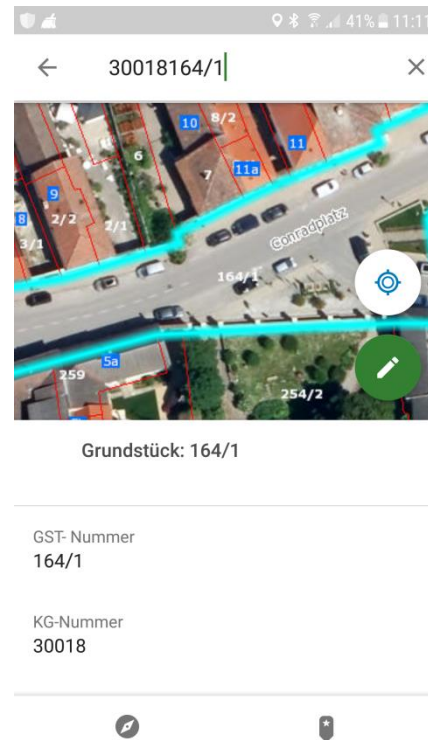 41% 11:11
30018164/1
10
8/2
11
6
7
11a
9
8
2/2
2/1
3/1
Conradplatz
164/1
5a
259
254/2
Grundstück: 164/1
GST- Nummer
164/1
KG-Nummer
30018